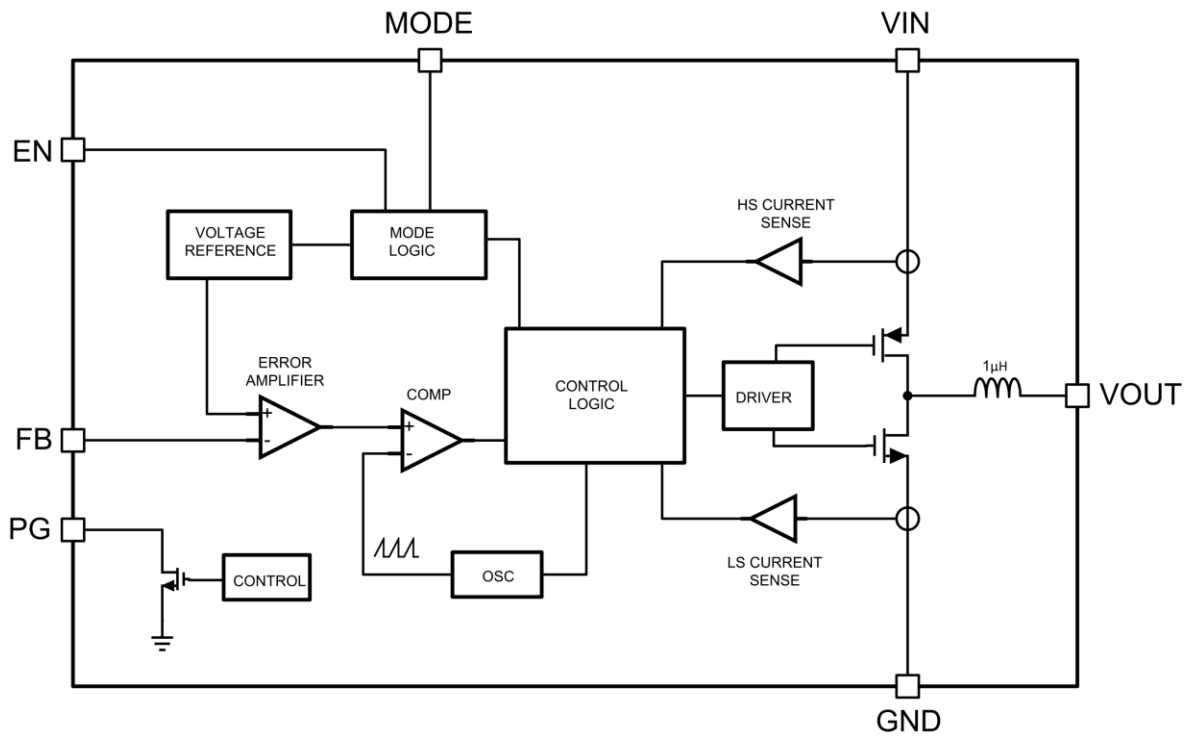 MODE
VIN
EN
HS CURRENT
SENSE
VOLTAGE
REFERENCE
MODE
LOGIC
ERROR
AMPLIFIER
COMP
CONTROL
LOGIC
DRIVER
1µH
VOUT
+
-
+
-
FB
PG
CONTROL
OSC
LS CURRENT
SENSE
GND